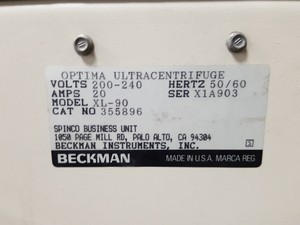 OPTIMA ULTRACENTRIFUGE
VOLTS 200-240 HERTZ 50/60
AMPS 20 SER X1A903
MODEL XL-90
CAT NO 355896
SPINCO BUSINESS UNIT
1050 PAGE MILL RD, PALO ALTO, CA 94304
BECKMAN INSTRUMENTS, INC.
S
BECKMAN MADE IN U.S.A. MARCA REG.